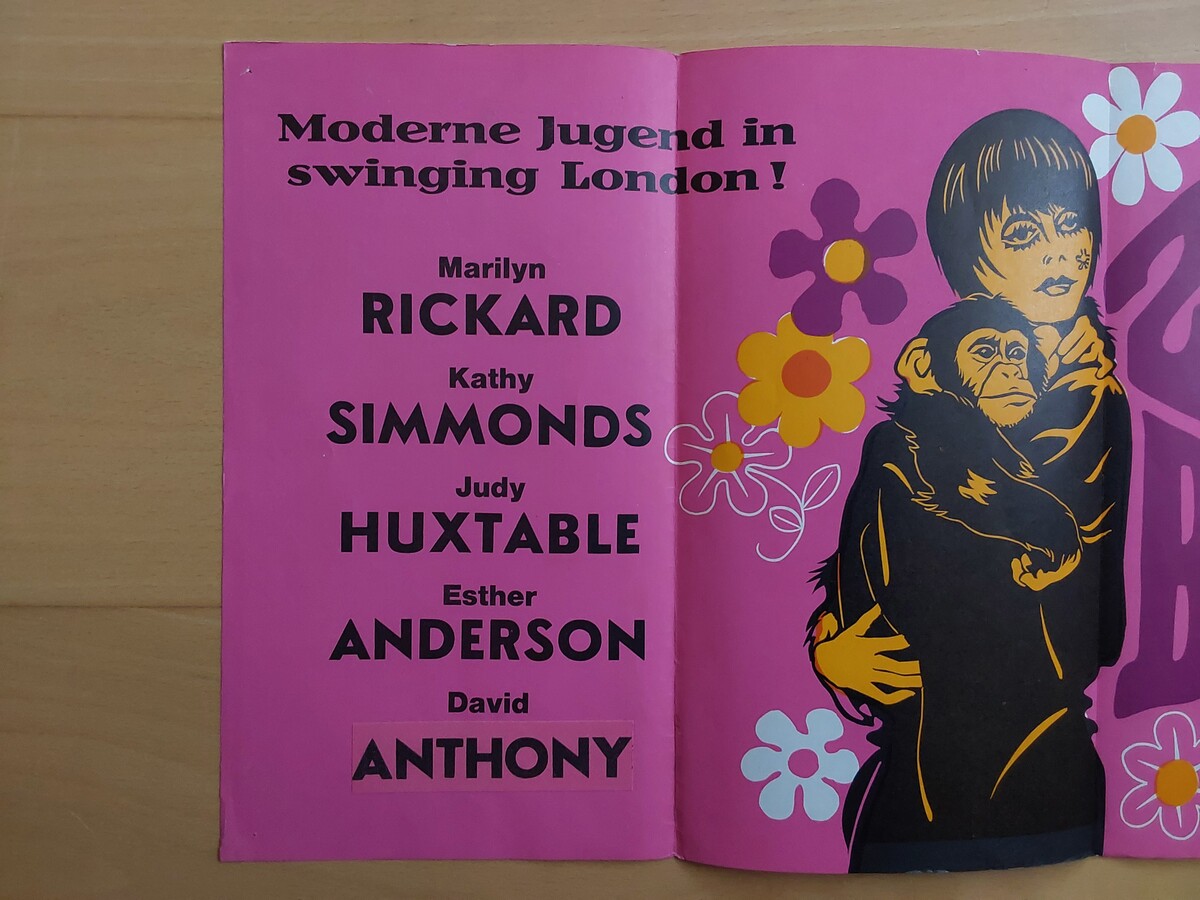 Moderne Jugend in
swinging London!
Marilyn
RICKARD
Kathy
SIMMONDS
Judy
HUXTABLE
Esther
ANDERSON
David
ANTHONY